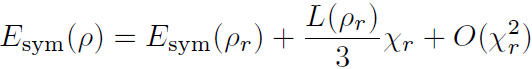 E_sym(ρ) = E_sym(ρ_r) + L(ρ_r)/3 χ_r + O(χ_r^2)